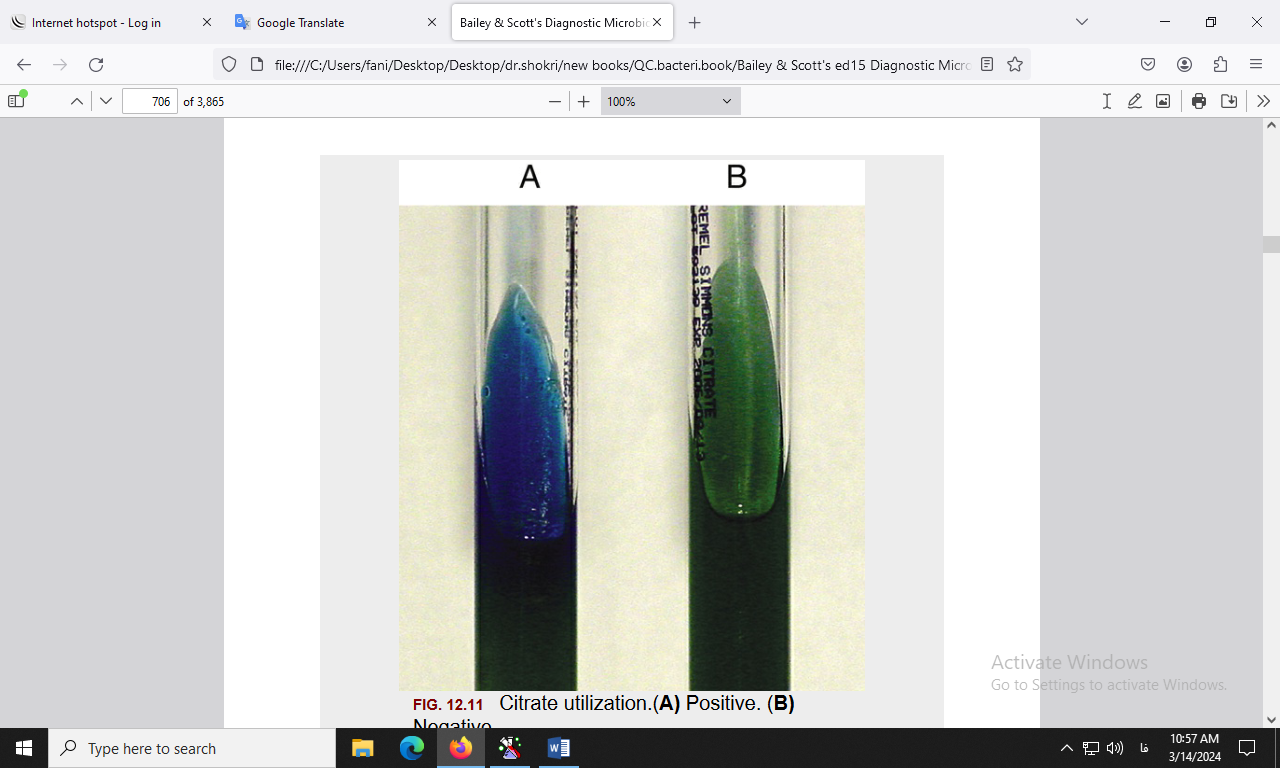 Internet hotspot - Log in
Google Translate
Bailey & Scott's Diagnostic Microbi
file:///C:/Users/fani/Desktop/Desktop/dr.shokri/new books/QC.bacteri.book/Bailey & Scott's ed15 Diagnostic Micro
706 of 3,865
100%
A B
REMEL SIMMONS CITRATE
FIG. 12.11 Citrate utilization.(A) Positive. (B)
Negative
Activate Windows
Go to Settings to activate Windows.
Type here to search
W
فا
10:57 AM
3/14/2024